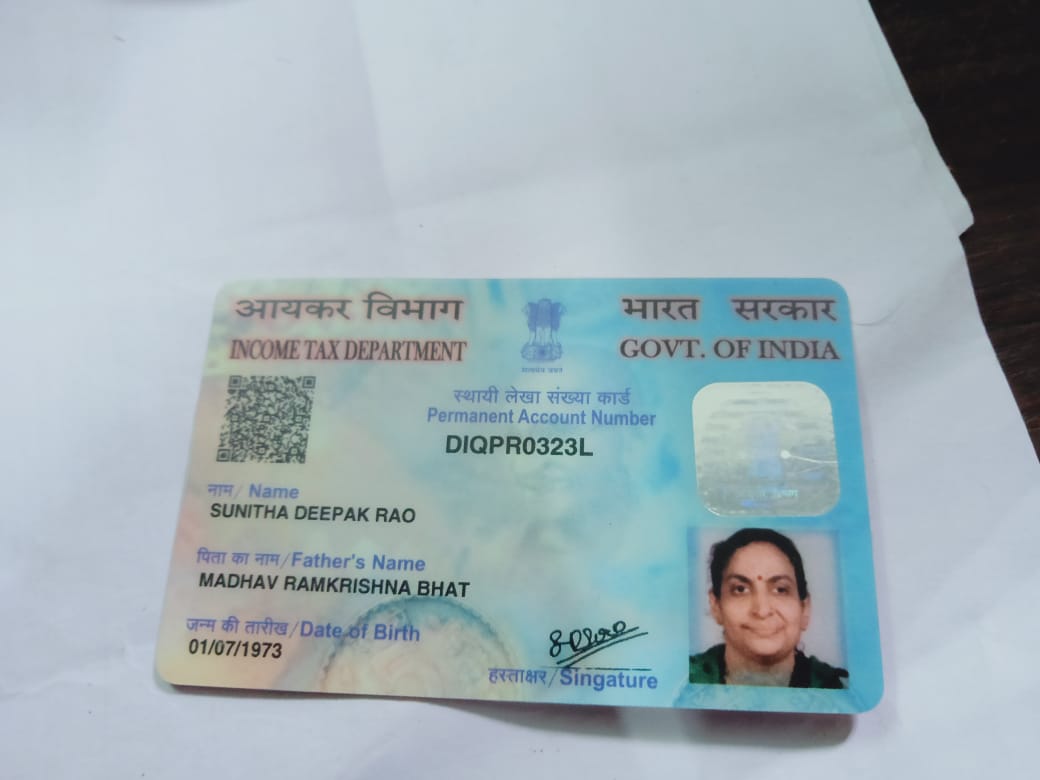 आयकर विभाग
INCOME TAX DEPARTMENT
सत्यमेव जयते
भारत सरकार
GOVT. OF INDIA
स्थायी लेखा संख्या कार्ड
Permanent Account Number
DIQPR0323L
नाम/ Name
SUNITHA DEEPAK RAO
पिता का नाम/Father's Name
MADHAV RAMKRISHNA BHAT
जन्म की तारीख/Date of Birth
01/07/1973
हस्ताक्षर/Singature